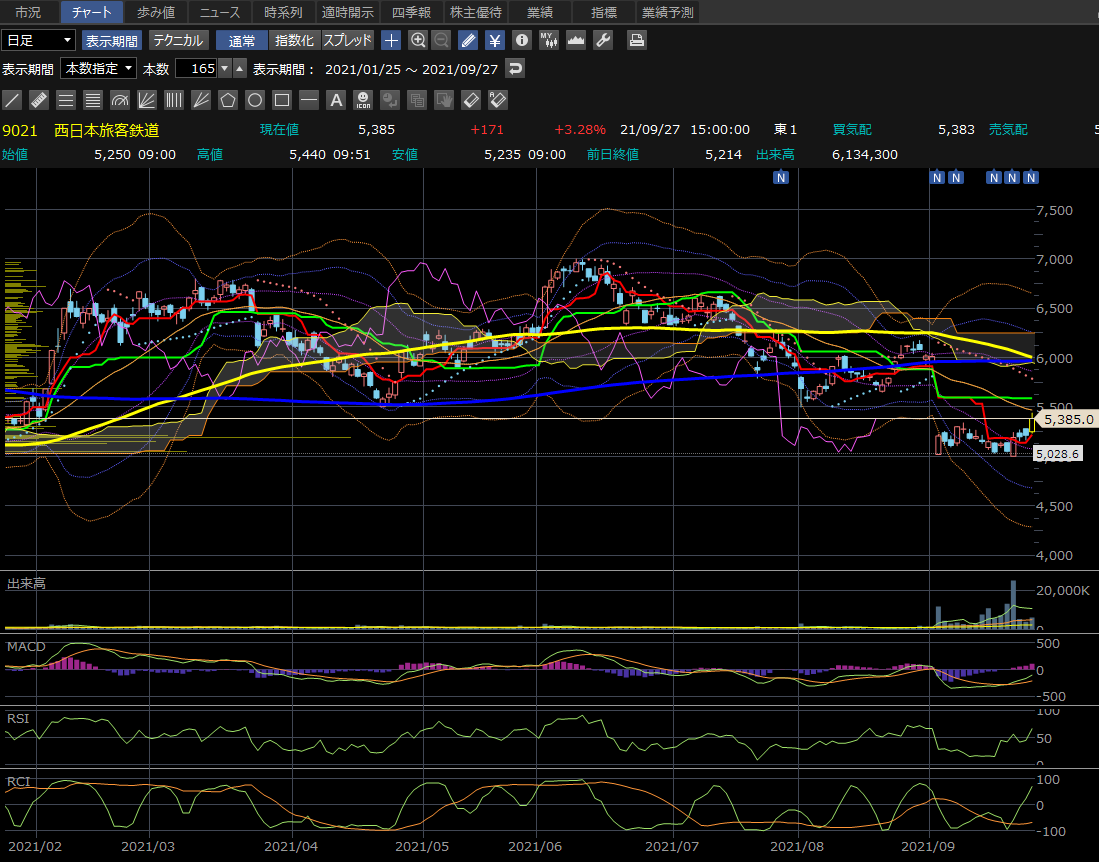 市況 チャート 歩み値 ニュース 時系列 適時開示 四季報 株主優待 業績 指標 業績予測
日足 表示期間 テクニカル 通常 指数化 スプレッド MY
表示期間 本数指定 本数 165 表示期間： 2021/01/25 ～ 2021/09/27
A ICON
9021 西日本旅客鉄道 現在値 5,385 +171 +3.28% 21/09/27 15:00:00 東1 買気配 5,383 売気配 5
始値 5,250 09:00 高値 5,440 09:51 安値 5,235 09:00 前日終値 5,214 出来高 6,134,300
N N N N N N
7,500
7,000
6,500
6,000
5,500
5,385.0
5,028.6
4,500
4,000
出来高
20,000K
0
MACD
500
0
-500
RSI
100
50
0
RCI
100
0
-100
2021/02 2021/03 2021/04 2021/05 2021/06 2021/07 2021/08 2021/09